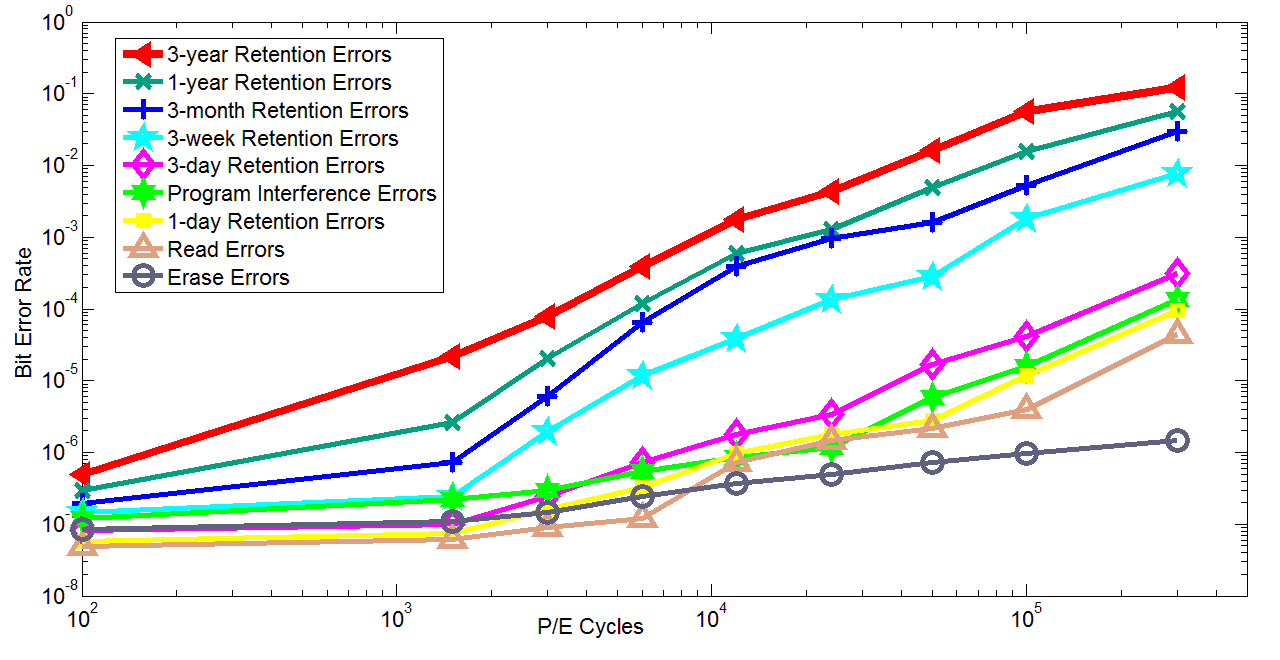 10^0
10^-1
10^-2
10^-3
10^-4
10^-5
10^-6
10^-7
10^-8
Bit Error Rate
3-year Retention Errors
1-year Retention Errors
3-month Retention Errors
3-week Retention Errors
3-day Retention Errors
Program Interference Errors
1-day Retention Errors
Read Errors
Erase Errors
10^2 10^3 10^4 10^5
P/E Cycles